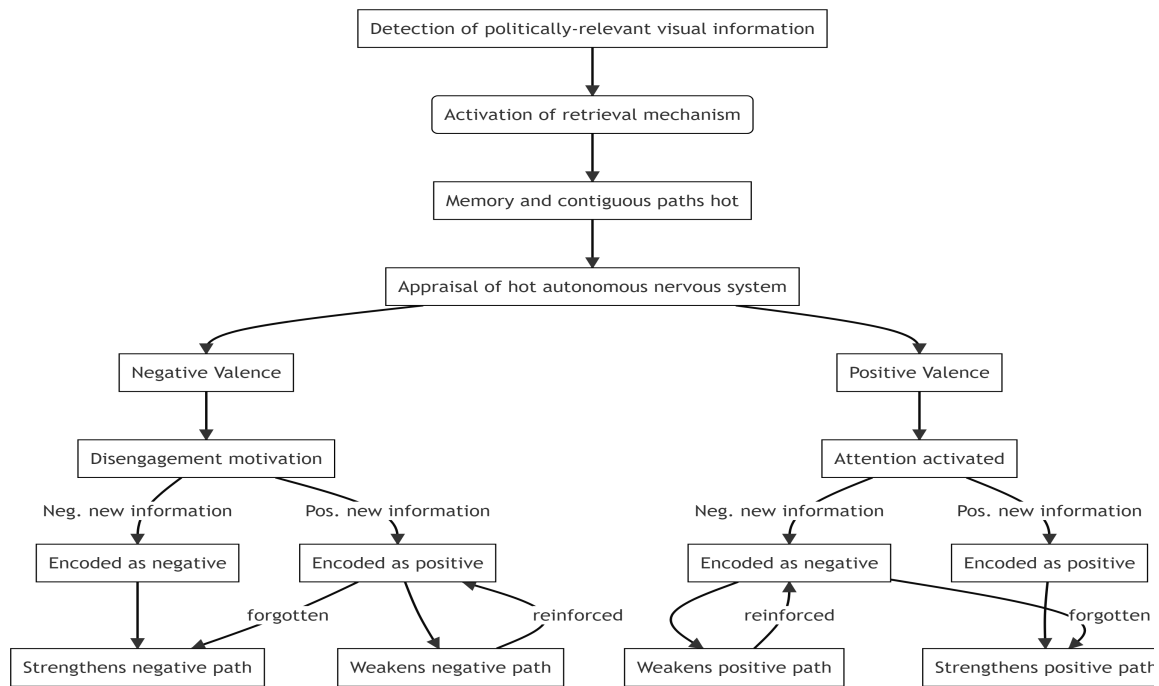 Detection of politically-relevant visual information
Activation of retrieval mechanism
Memory and contiguous paths hot
Appraisal of hot autonomous nervous system
Negative Valence
Positive Valence
Disengagement motivation
Attention activated
Neg. new information
Pos. new information
Neg. new information
Pos. new information
Encoded as negative
Encoded as positive
Encoded as negative
Encoded as positive
forgotten
reinforced
reinforced
forgotten
Strengthens negative path
Weakens negative path
Weakens positive path
Strengthens positive path